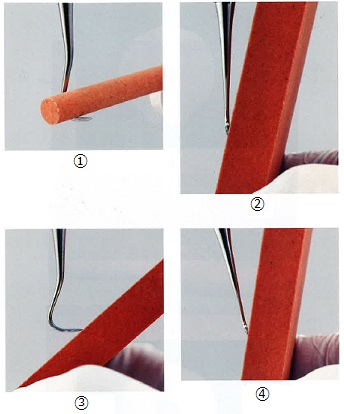 ①
②
③
④